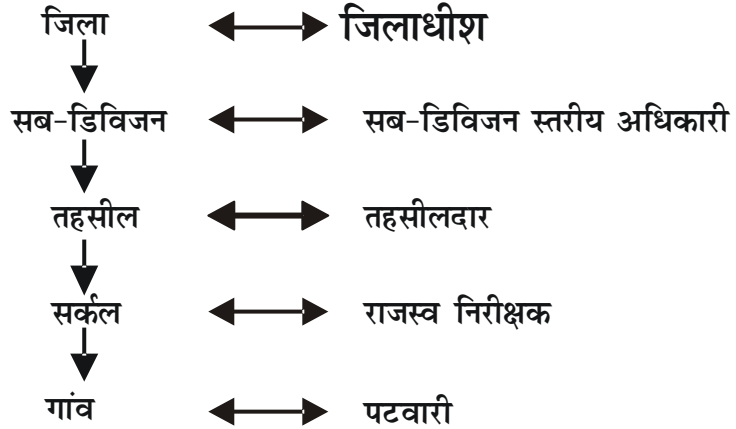 जिला जिलाधीश
सब-डिविजन सब-डिविजन स्तरीय अधिकारी
तहसील तहसीलदार
सर्कल राजस्व निरीक्षक
गांव पटवारी